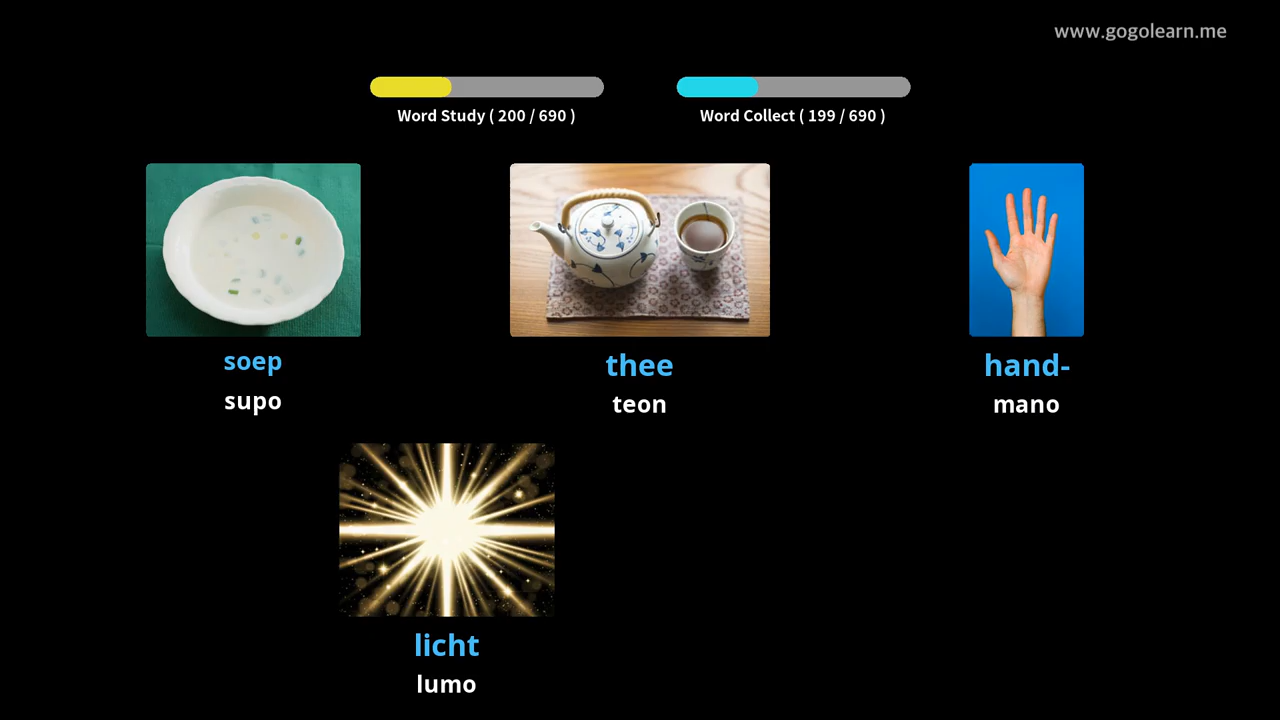 www.gogolearn.me
Word Study ( 200 / 690 )
Word Collect ( 199 / 690 )
soep
supo
thee
teon
hand-
mano
licht
lumo